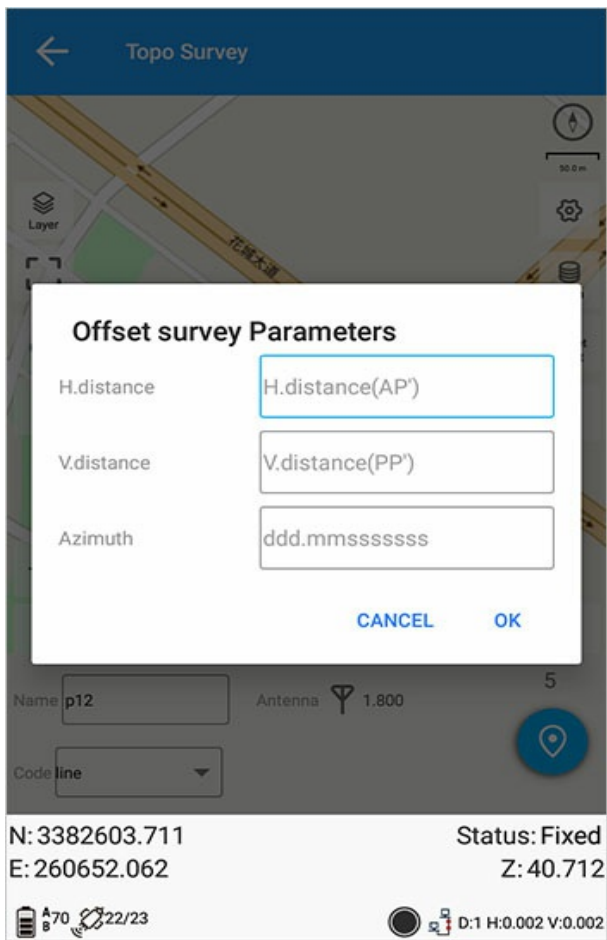 Topo Survey
50.0 m
Layer
花城大道
Offset survey Parameters
H.distance H.distance(AP')
V.distance V.distance(PP')
Azimuth ddd.mmsssssss
CANCEL OK
5
Name p12 Antenna 1.800
Code line
N: 3382603.711 Status: Fixed
E: 260652.062 Z: 40.712
A B 70 22/23 D:1 H:0.002 V:0.002